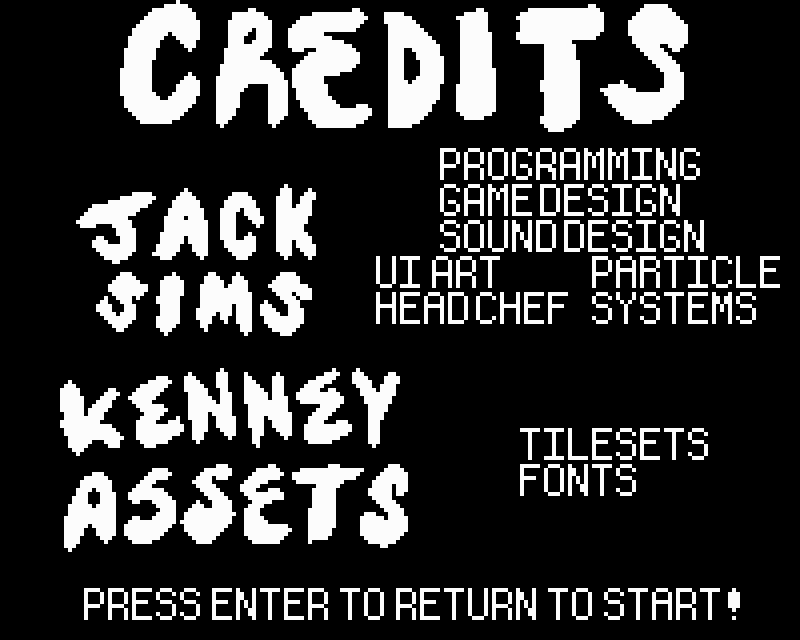 CREDITS
JACK
SIMS
PROGRAMMING
GAME DESIGN
SOUND DESIGN
UI ART
HEAD CHEF
PARTICLE
SYSTEMS
KENNEY
ASSETS
TILESETS
FONTS
PRESS ENTER TO RETURN TO START!